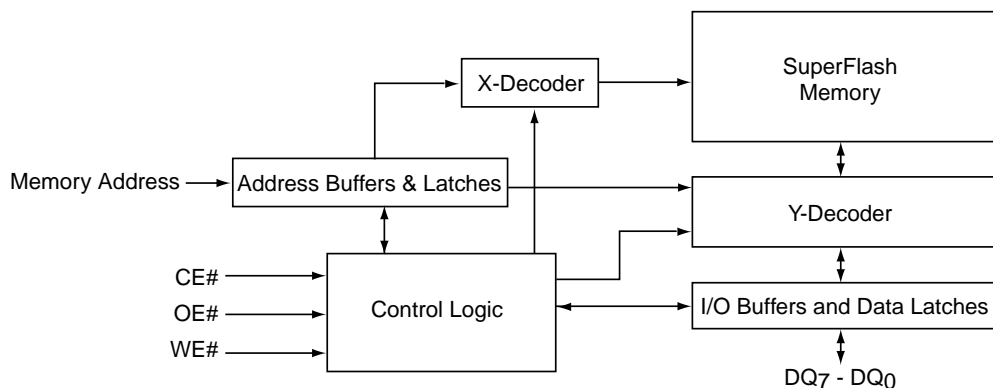 SuperFlash
Memory
X-Decoder
Memory Address
Address Buffers & Latches
Y-Decoder
CE#
OE#
WE#
Control Logic
I/O Buffers and Data Latches
DQ7 - DQ0